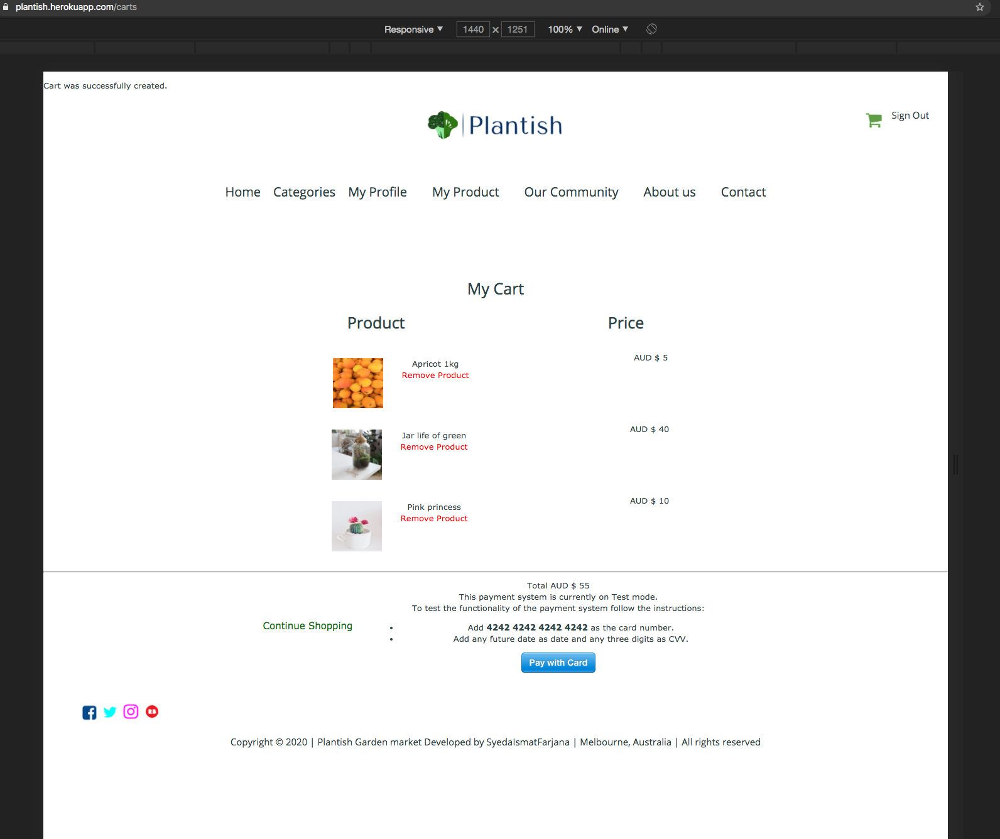 plantish.herokuapp.com/carts
Responsive ▼ 1440 × 1251 100% ▼ Online ▼
Cart was successfully created.
Plantish
Sign Out
Home Categories My Profile My Product Our Community About us Contact
My Cart
Product Price
Apricot 1kg AUD $ 5
Remove Product
Jar life of green AUD $ 40
Remove Product
Pink princess AUD $ 10
Remove Product
Total AUD $ 55
This payment system is currently on Test mode.
To test the functionality of the payment system follow the instructions:
Continue Shopping
• Add 4242 4242 4242 4242 as the card number.
• Add any future date as date and any three digits as CVV.
Pay with Card
Copyright © 2020 | Plantish Garden market Developed by SyedaIsmatFarjana | Melbourne, Australia | All rights reserved